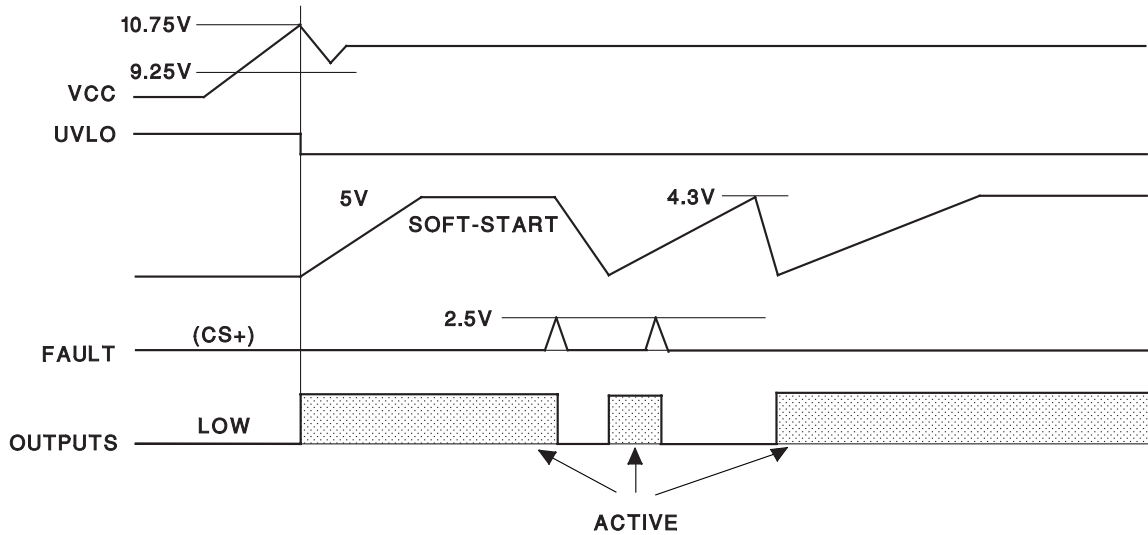 10.75V
9.25V
VCC
UVLO
5V
4.3V
SOFT-START
2.5V
(CS+)
FAULT
LOW
OUTPUTS
ACTIVE